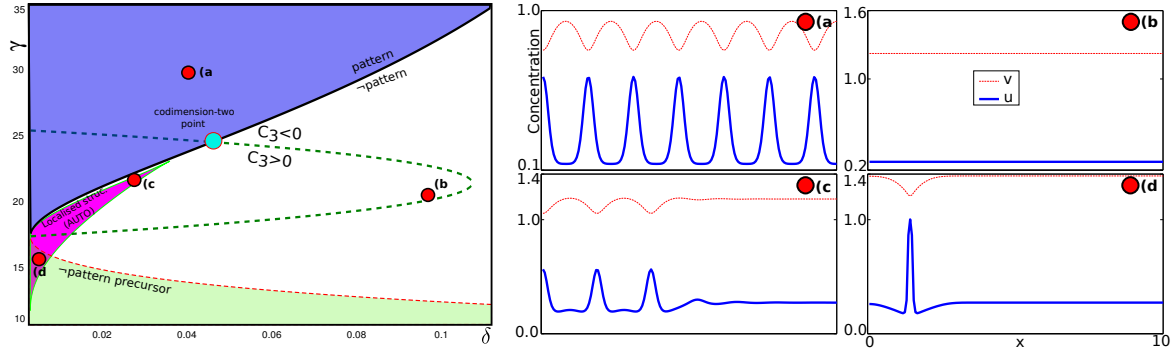 35
γ
30
25
20
15
10
0.02
0.04
0.06
0.08
0.1
δ
(a
pattern
¬pattern
codimension-two
point
C3<0
C3>0
(b
(c
Localised struc
(AUTO)
(d
¬pattern precursor
1.0
0.1
Concentration
(a
1.6
1.0
0.2
(b
v
u
1.4
1.0
0.0
(c
1.4
1.0
0.0
(d
0
x
10